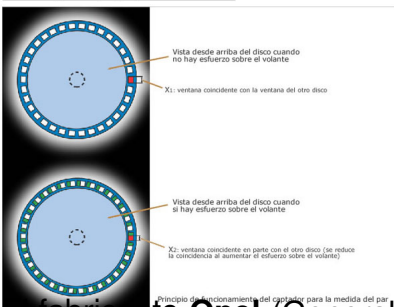 Vista desde arriba del disco cuando
no hay esfuerzo sobre el volante
X1: ventana coincidente con la ventana del otro disco
Vista desde arriba del disco cuando
si hay esfuerzo sobre el volante
X2: ventana coincidente en parte con el otro disco (se reduce
la coincidencia al aumentar el esfuerzo sobre el volante)
Principio de funcionamiento del captador para la medida del par